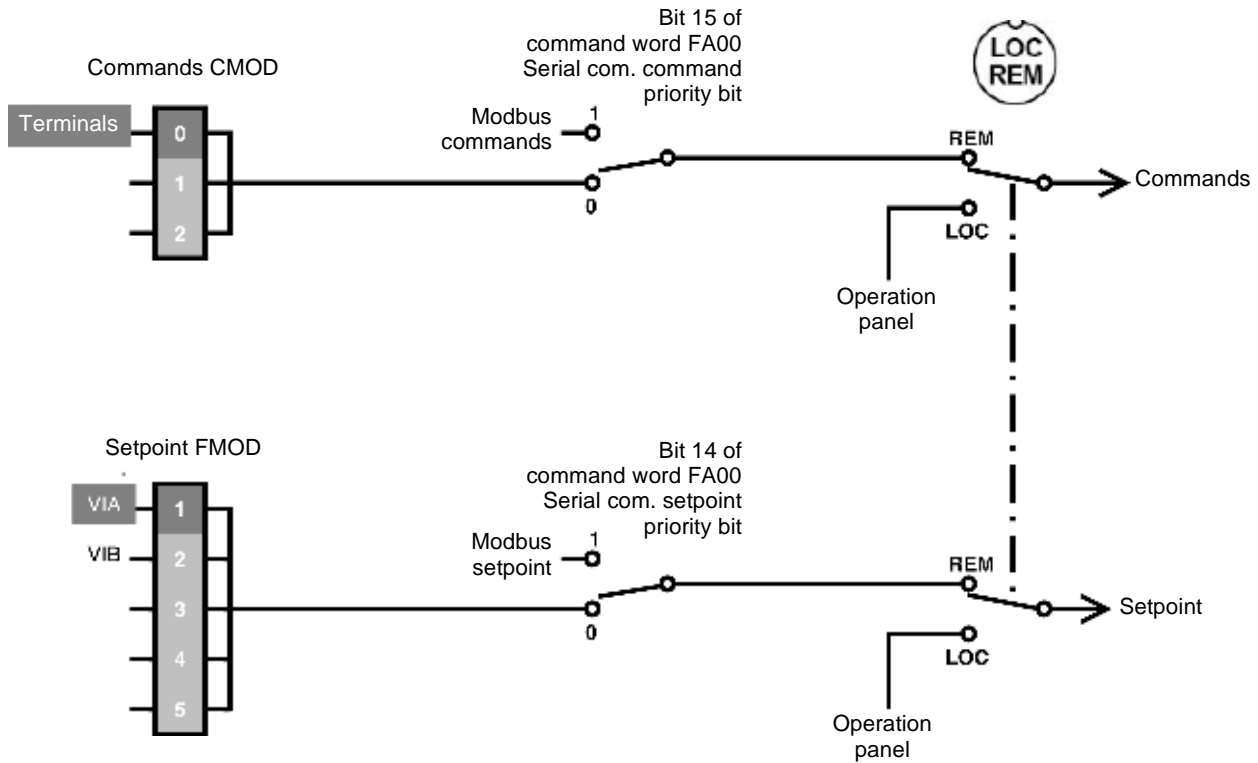 Bit 15 of
command word FA00
Serial com. command
priority bit
LOC
REM
Commands CMOD
Terminals
0
1
2
Modbus
commands
1
0
REM
LOC
Commands
Operation
panel
Setpoint FMOD
Bit 14 of
command word FA00
Serial com. setpoint
priority bit
VIA
VIB
1
2
3
4
5
Modbus
setpoint
1
0
REM
LOC
Setpoint
Operation
panel